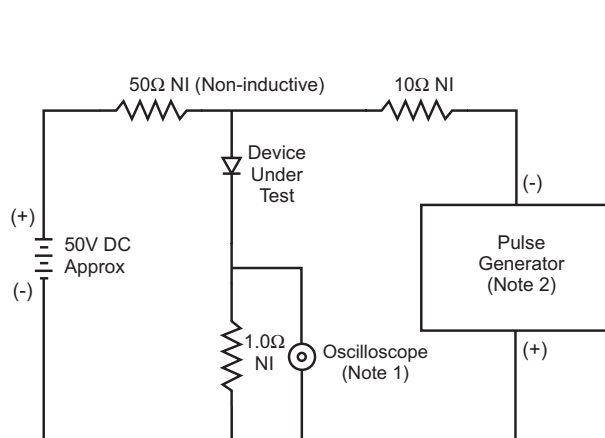 50Ω NI (Non-inductive)
10Ω NI
Device
Under
Test
(-)
(+)
50V DC
Approx
(-)
Pulse
Generator
(Note 2)
1.0Ω
NI
Oscilloscope
(Note 1)
(+)